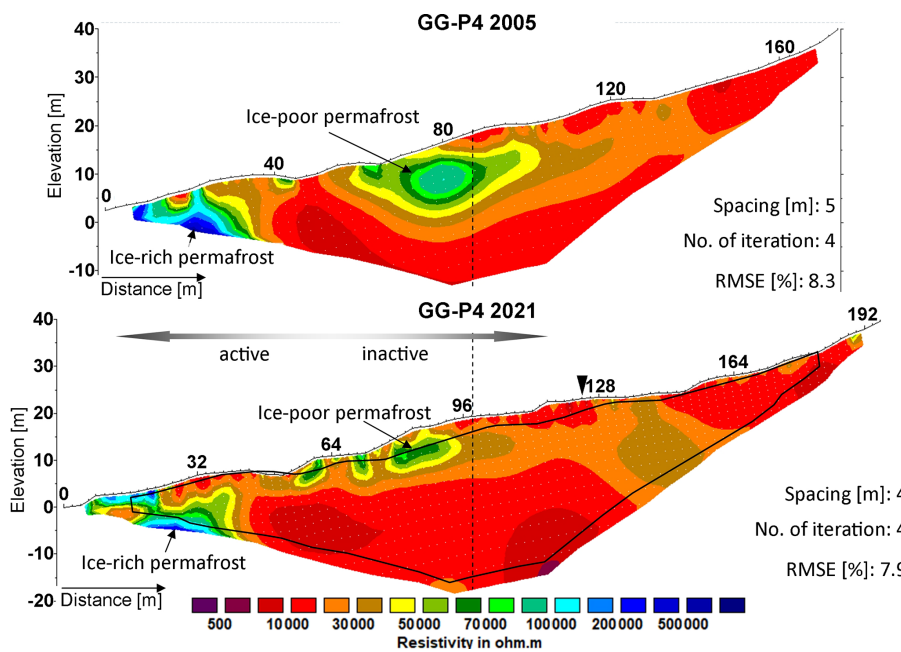 GG-P4 2005
40
30
20
10
0
-10
Elevation [m]
0
40
80
120
160
Ice-poor permafrost
Ice-rich permafrost
Distance [m]
Spacing [m]: 5
No. of iteration: 4
RMSE [%]: 8.3
GG-P4 2021
40
30
20
10
0
-10
-20
Elevation [m]
active
inactive
0
32
64
96
128
164
192
Ice-poor permafrost
Ice-rich permafrost
Distance [m]
Spacing [m]: 4
No. of iteration: 4
RMSE [%]: 7.9
500 10 000 30 000 50 000 70 000 100 000 200 000 500 000
Resistivity in ohm.m